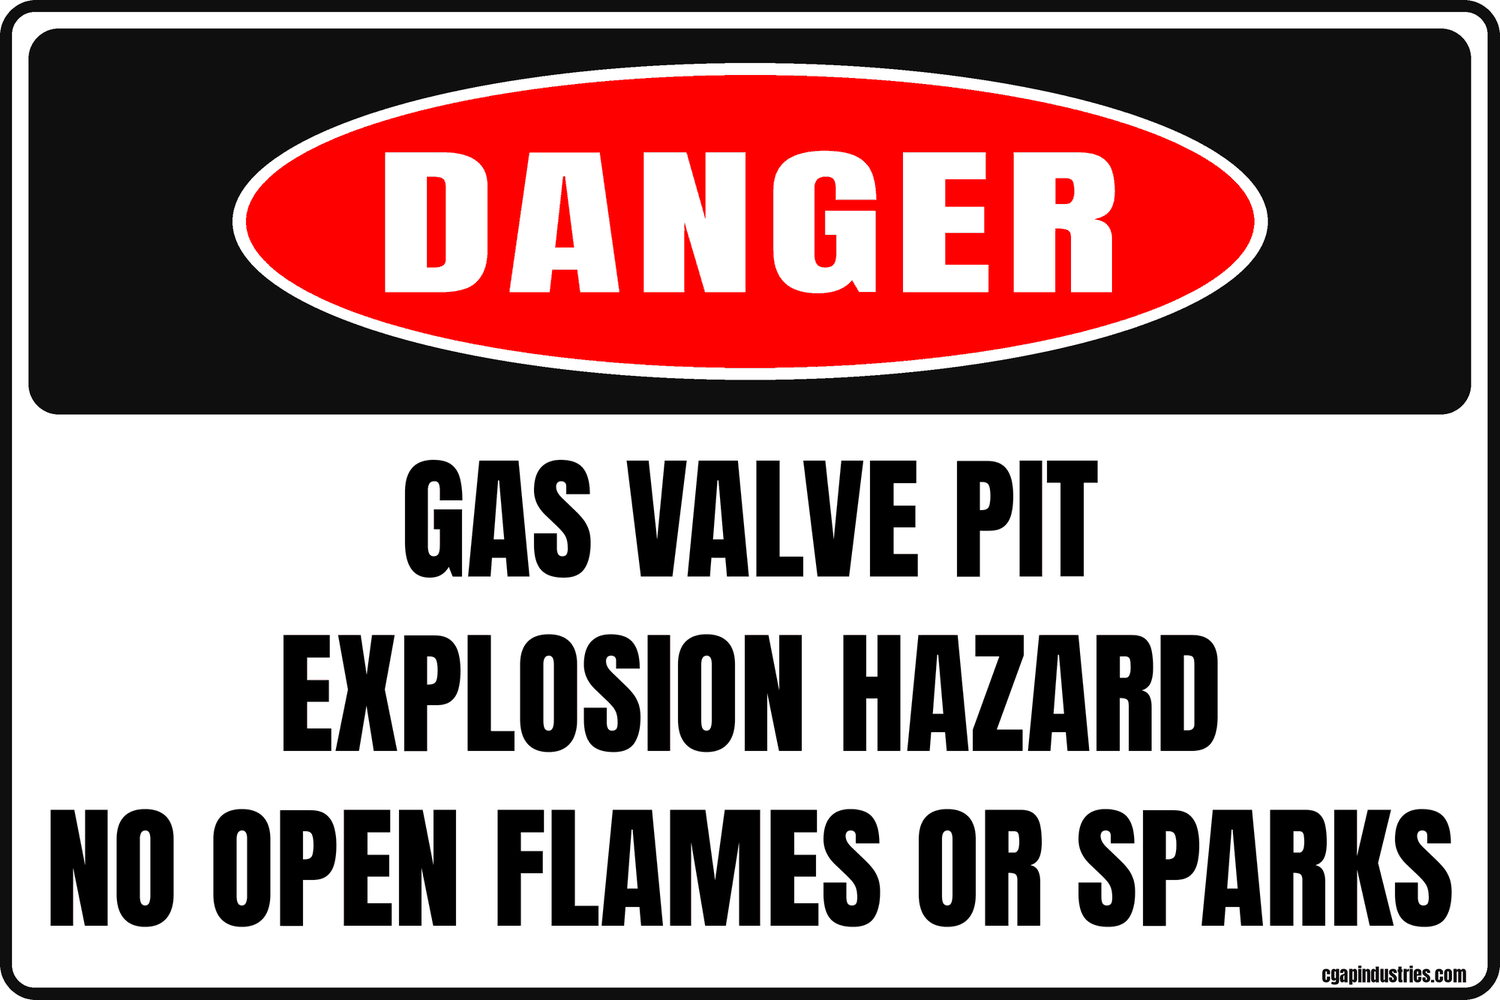 DANGER
GAS VALVE PIT
EXPLOSION HAZARD
NO OPEN FLAMES OR SPARKS
cgapindustries.com